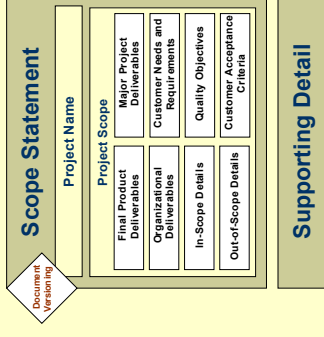 Document
Versioning
Scope Statement
Project Name
Project Scope
Final Product
Deliverables
Major Project
Deliverables
Organizational
Deliverables
Customer Needs and
Requirements
In-Scope Details
Quality Objectives
Out-of-Scope Details
Customer Acceptance
Criteria
Supporting Detail